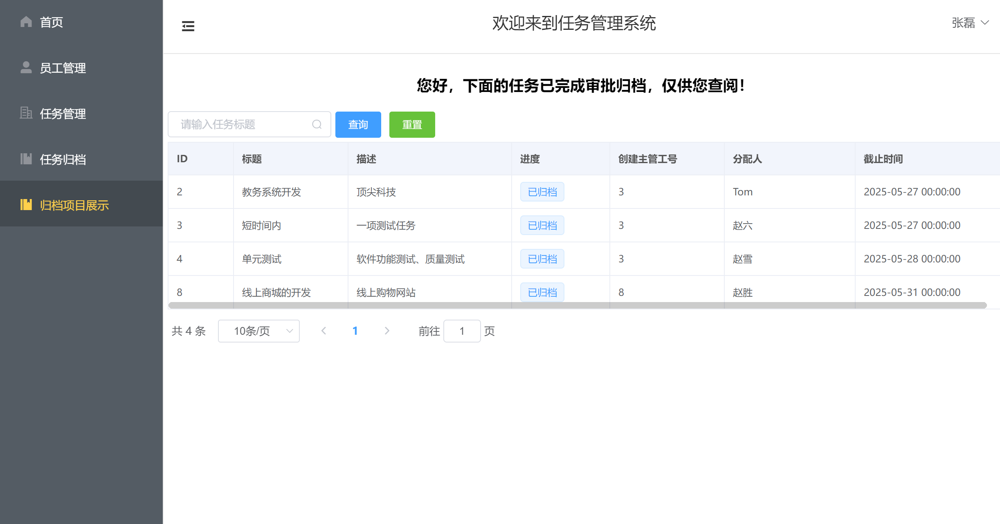 首页
员工管理
任务管理
任务归档
归档项目展示
欢迎来到任务管理系统
张磊
您好，下面的任务已完成审批归档，仅供您查阅！
请输入任务标题 查询 重置
ID 标题 描述 进度 创建主管工号 分配人 截止时间
2 教务系统开发 顶尖科技 已归档 3 Tom 2025-05-27 00:00:00
3 短时间内 一项测试任务 已归档 3 赵六 2025-05-27 00:00:00
4 单元测试 软件功能测试、质量测试 已归档 3 赵雪 2025-05-28 00:00:00
8 线上商城的开发 线上购物网站 已归档 8 赵胜 2025-05-31 00:00:00
共 4 条 10条/页 1 前往 1 页